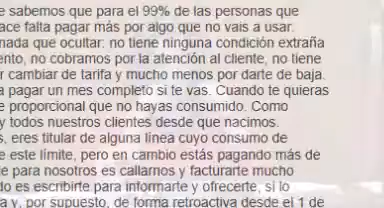 e sabemos que para el 99% de las personas que
ace falta pagar más por algo que no vais a usar.
nada que ocultar: no tiene ninguna condición extraña
ento, no cobramos por la atención al cliente, no tiene
r cambiar de tarifa y mucho menos por darte de baja.
a pagar un mes completo si te vas. Cuando te quieras
e proporcional que no hayas consumido. Como
y todos nuestros clientes desde que nacimos.
s, eres titular de alguna línea cuyo consumo de
e este límite, pero en cambio estás pagando más de
le para nosotros es callarnos y facturarte mucho
do es escribirte para informarte y ofrecerte, si lo
a y, por supuesto, de forma retroactiva desde el 1 de